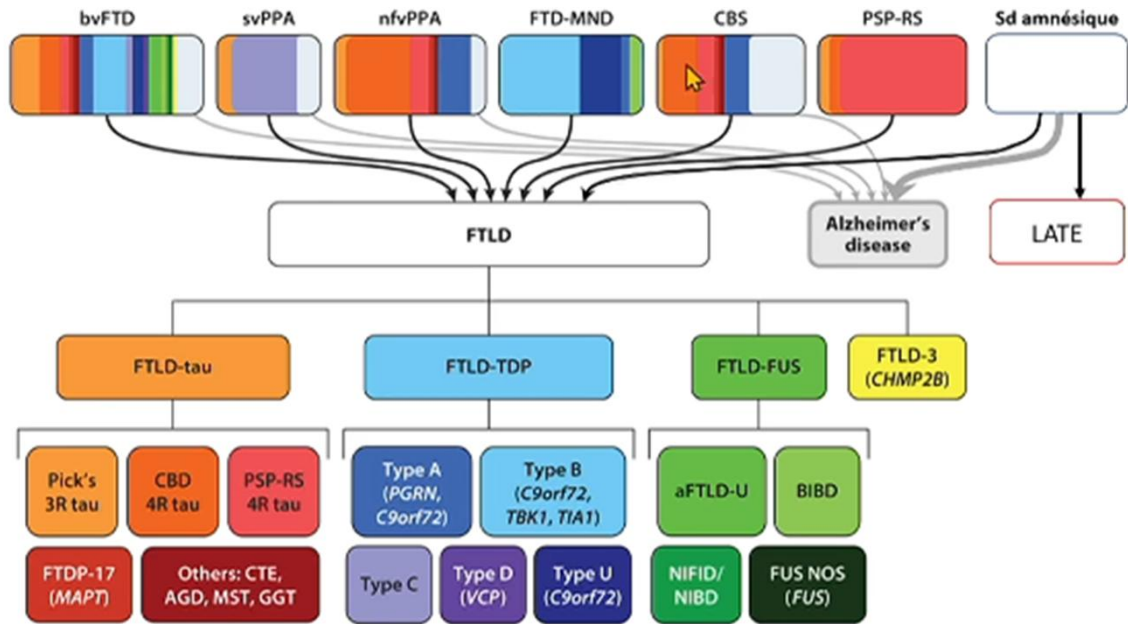 bvFTD
svPPA
nfvPPA
FTD-MND
CBS
PSP-RS
Sd amnésique
FTLD
Alzheimer's
disease
LATE
FTLD-tau
FTLD-TDP
FTLD-FUS
FTLD-3
(CHMP2B)
Pick's
3R tau
CBD
4R tau
PSP-RS
4R tau
Type A
(PGRN,
C9orf72)
Type B
(C9orf72,
TBK1, TIA1)
aFTLD-U
BIBD
FTDP-17
(MAPT)
Others: CTE,
AGD, MST, GGT
Type C
Type D
(VCP)
Type U
(C9orf72)
NIFID/
NIBD
FUS NOS
(FUS)